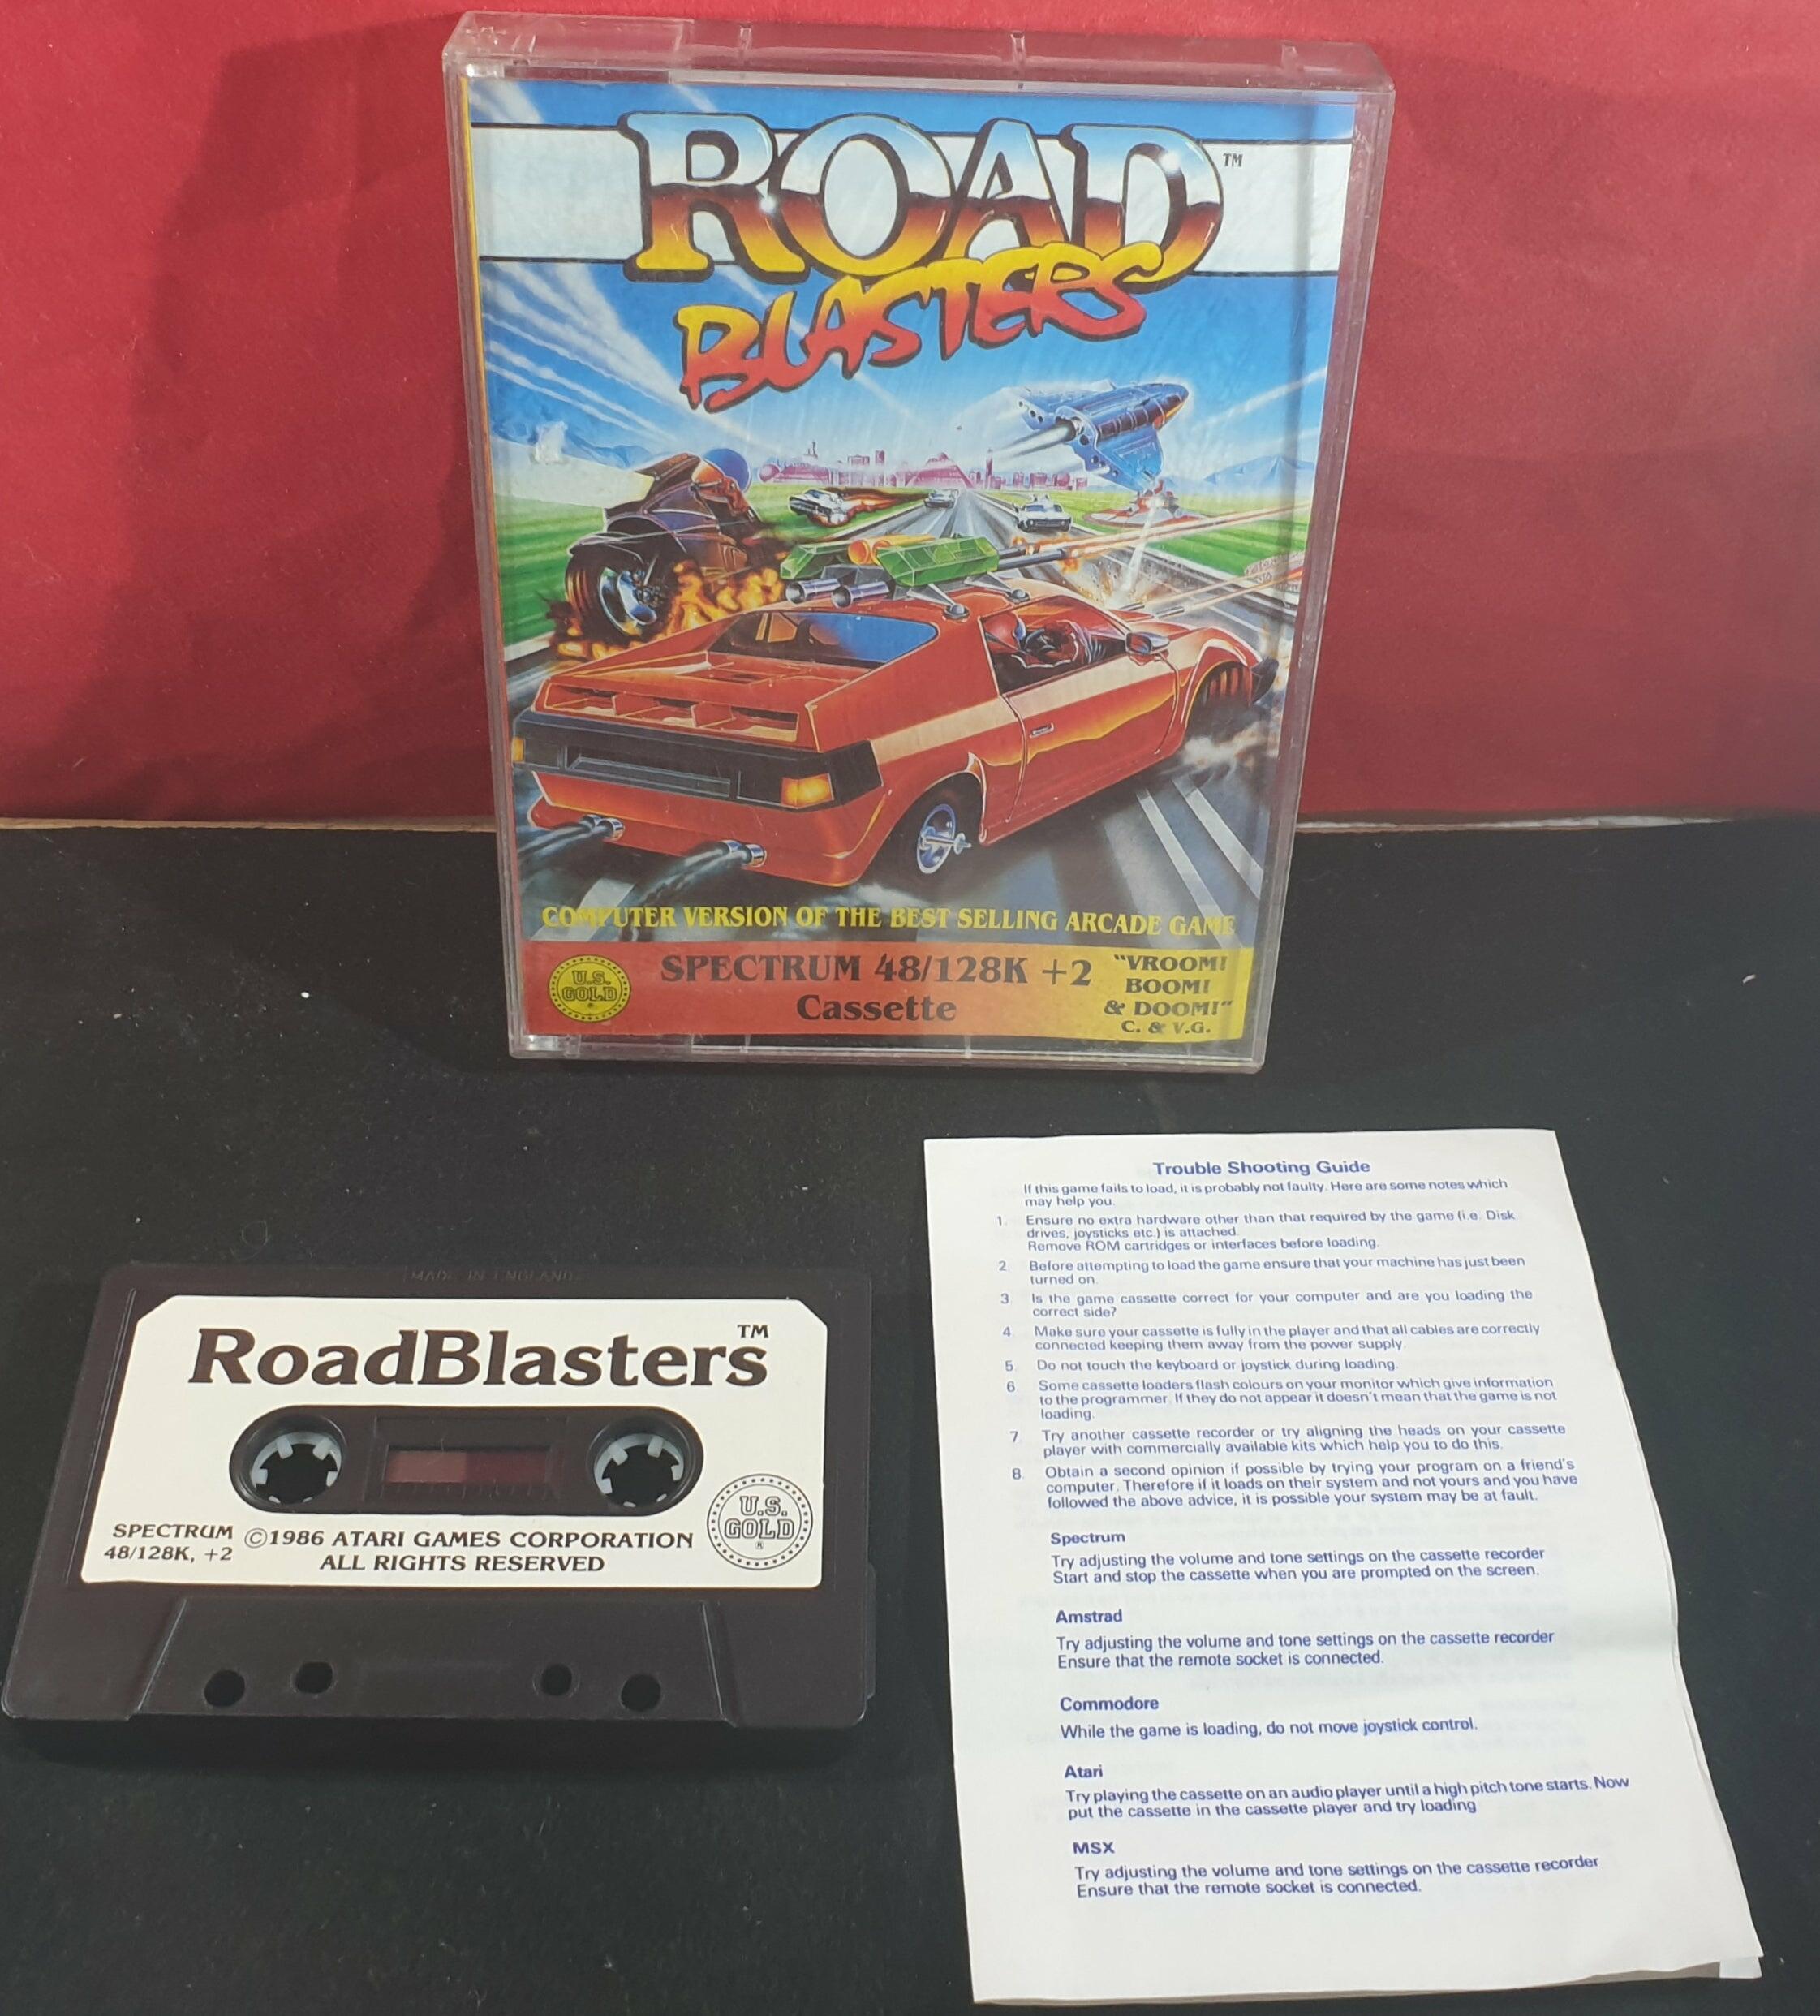 ROAD™
BLASTERS
COMPUTER VERSION OF THE BEST SELLING ARCADE GAME
U.S.
GOLD
®
SPECTRUM 48/128K +2
Cassette
"VROOM!
BOOM!
& DOOM!"
C. & V.G.
MADE IN ENGLAND
RoadBlasters™
SPECTRUM
48/128K, +2
©1986 ATARI GAMES CORPORATION
ALL RIGHTS RESERVED
U.S.
GOLD
®
Trouble Shooting Guide
If this game fails to load, it is probably not faulty. Here are some notes which
may help you.
1. Ensure no extra hardware other than that required by the game (i.e. Disk
drives, joysticks etc.) is attached.
Remove ROM cartridges or interfaces before loading.
2. Before attempting to load the game ensure that your machine has just been
turned on.
3. Is the game cassette correct for your computer and are you loading the
correct side?
4. Make sure your cassette is fully in the player and that all cables are correctly
connected keeping them away from the power supply.
5. Do not touch the keyboard or joystick during loading.
6. Some cassette loaders flash colours on your monitor which give information
to the programmer. If they do not appear it doesn't mean that the game is not
loading.
7. Try another cassette recorder or try aligning the heads on your cassette
player with commercially available kits which help you to do this.
8. Obtain a second opinion if possible by trying your program on a friend's
computer. Therefore if it loads on their system and not yours and you have
followed the above advice, it is possible your system may be at fault.
Spectrum
Try adjusting the volume and tone settings on the cassette recorder
Start and stop the cassette when you are prompted on the screen.
Amstrad
Try adjusting the volume and tone settings on the cassette recorder
Ensure that the remote socket is connected.
Commodore
While the game is loading, do not move joystick control.
Atari
Try playing the cassette on an audio player until a high pitch tone starts. Now
put the cassette in the cassette player and try loading
MSX
Try adjusting the volume and tone settings on the cassette recorder
Ensure that the remote socket is connected.